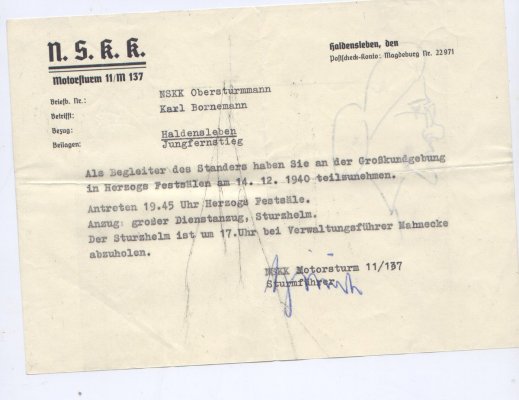 N.S.K.K.
Motorsturm 11/M 137
Haldensleben, den
Postscheck-Konto: Magdeburg Nr. 22971
Briefb. Nr.:
Betrifft:
Bezug:
Beilagen:
NSKK Obersturmmann
Karl Bornemann
Haldensleben
Jungfernstieg
Als Begleiter des Standers haben Sie an der Großkundgebung
in Herzogs Festsälen am 14. 12. 1940 teilzunehmen.
Antreten 19.45 Uhr Herzogs Festsäle.
Anzug: großer Dienstanzug, Sturzhelm.
Der Sturzhelm ist um 17.Uhr bei Verwaltungsführer Mahnecke
abzuholen.
NSKK Motorsturm 11/137
Sturmführer